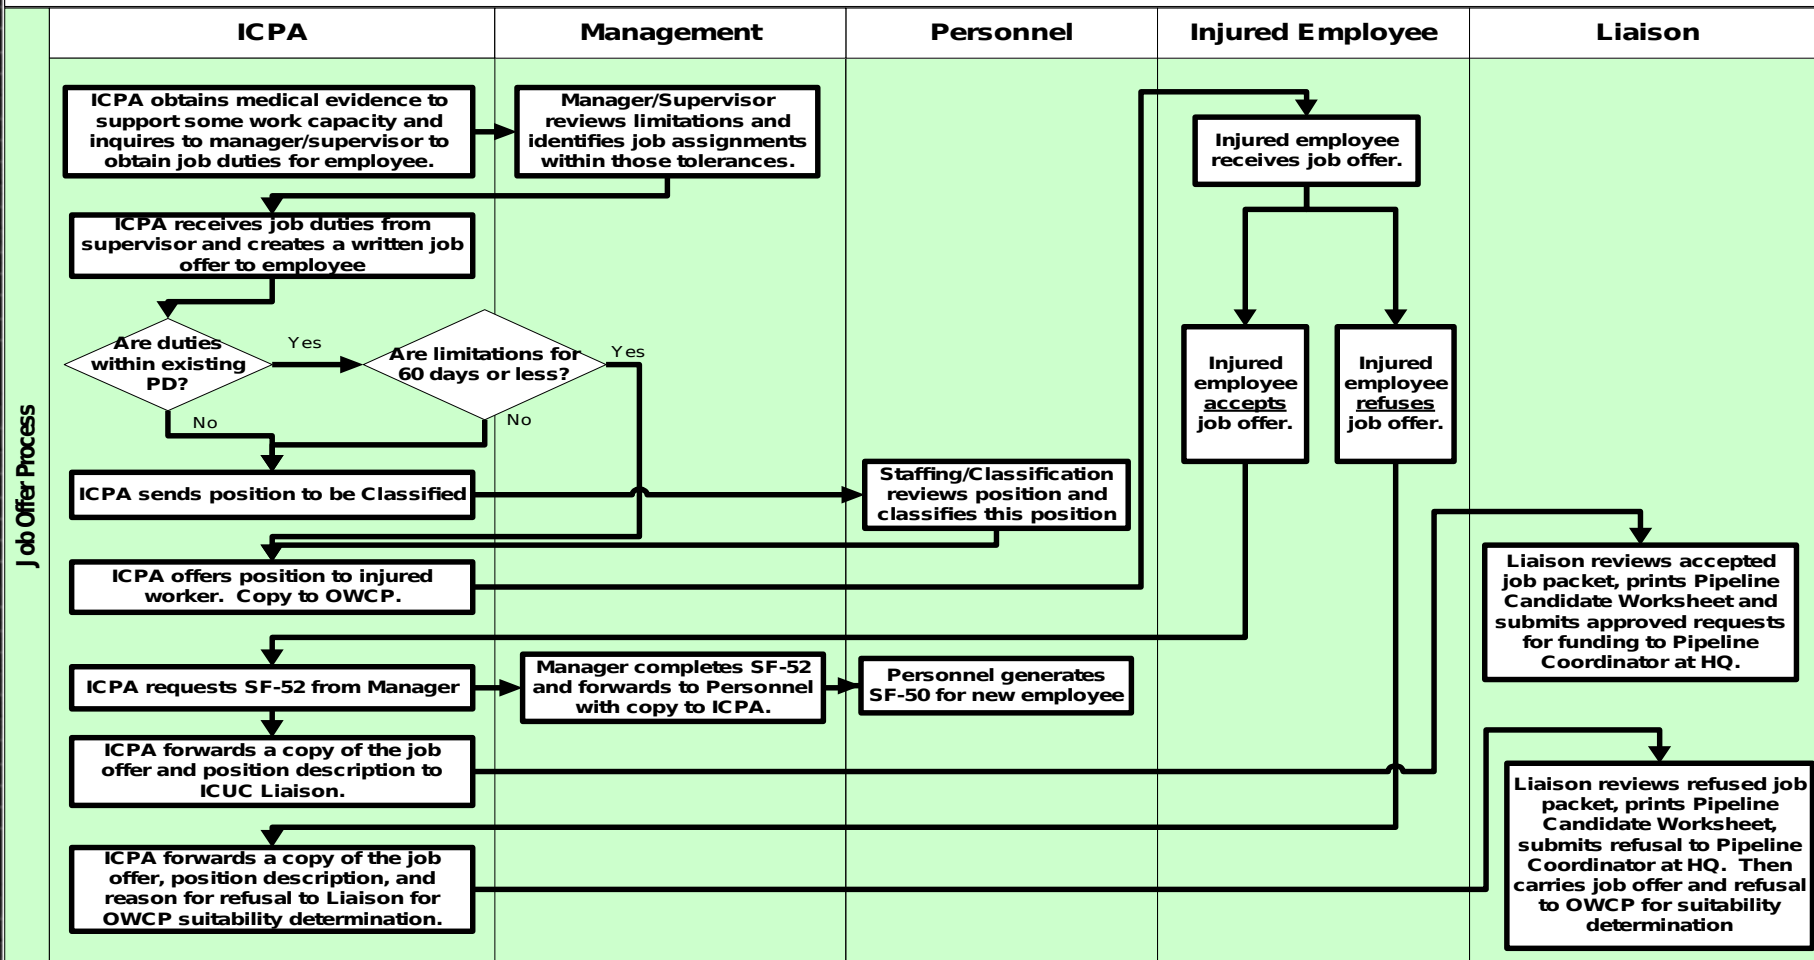 ICPA
Management
Personnel
Injured Employee
Liaison
Job Offer Process
ICPA obtains medical evidence to
support some work capacity and
inquires to manager/supervisor to
obtain job duties for employee.
Manager/Supervisor
reviews limitations and
identifies job assignments
within those tolerances.
Injured employee
receives job offer.
ICPA receives job duties from
supervisor and creates a written job
offer to employee
Are duties
within existing
PD?
Yes
No
Are limitations for
60 days or less?
Yes
No
Injured
employee
accepts
job offer.
Injured
employee
refuses
job offer.
ICPA sends position to be Classified
Staffing/Classification
reviews position and
classifies this position
ICPA offers position to injured
worker. Copy to OWCP.
Liaison reviews accepted
job packet, prints Pipeline
Candidate Worksheet and
submits approved requests
for funding to Pipeline
Coordinator at HQ.
ICPA requests SF-52 from Manager
Manager completes SF-52
and forwards to Personnel
with copy to ICPA.
Personnel generates
SF-50 for new employee
ICPA forwards a copy of the job
offer and position description to
ICUC Liaison.
Liaison reviews refused job
packet, prints Pipeline
Candidate Worksheet,
submits refusal to Pipeline
Coordinator at HQ. Then
carries job offer and refusal
to OWCP for suitability
determination
ICPA forwards a copy of the job
offer, position description, and
reason for refusal to Liaison for
OWCP suitability determination.